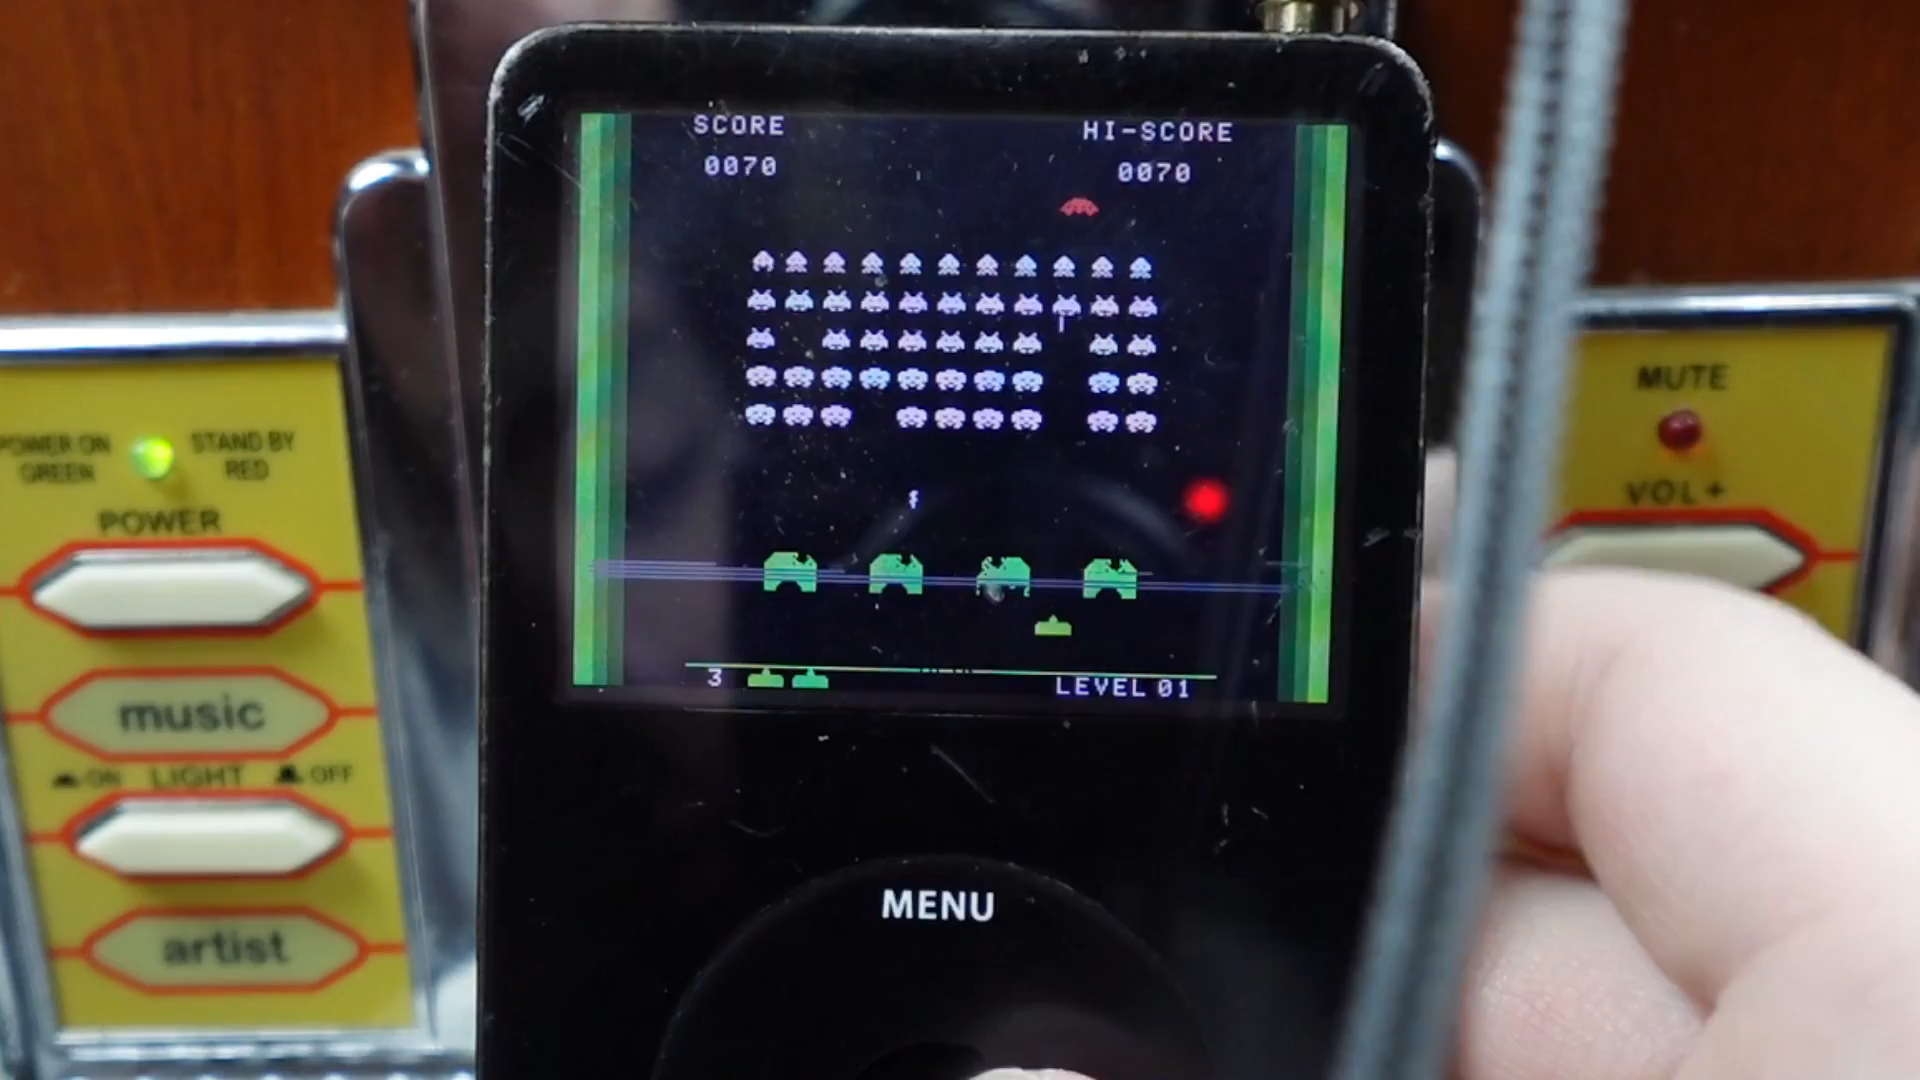 SCORE
0070
HI-SCORE
0070
3
LEVEL 01
MENU
POWER ON
GREEN
STAND BY
RED
POWER
music
ON LIGHT OFF
artist
MUTE
VOL+